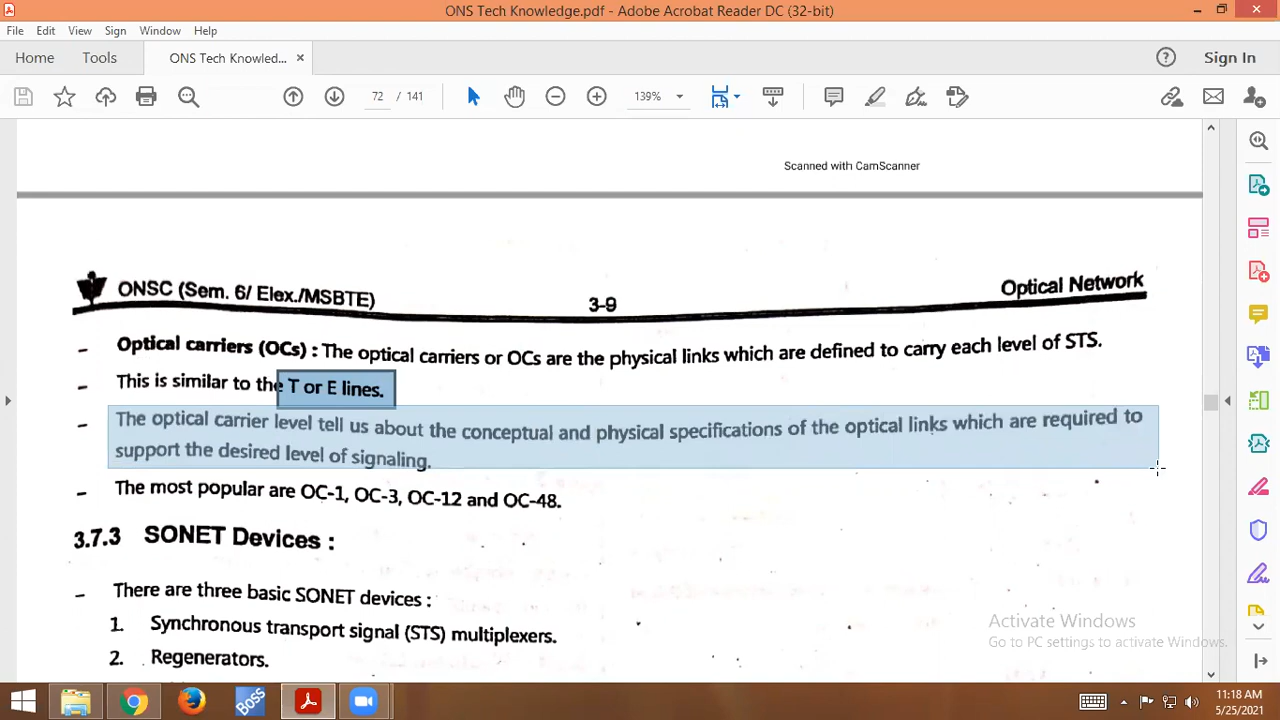 ONS Tech Knowledge.pdf - Adobe Acrobat Reader DC (32-bit)
File Edit View Sign Window Help
Home Tools ONS Tech Knowled... × Sign In
72 / 141 139%
Scanned with CamScanner
ONSC (Sem. 6/ Elex./MSBTE) 3-9 Optical Network
- Optical carriers (OCs) : The optical carriers or OCs are the physical links which are defined to carry each level of STS.
- This is similar to the T or E lines.
- The optical carrier level tell us about the conceptual and physical specifications of the optical links which are required to
support the desired level of signaling.
- The most popular are OC-1, OC-3, OC-12 and OC-48.
3.7.3 SONET Devices :
- There are three basic SONET devices :
1. Synchronous transport signal (STS) multiplexers.
2. Regenerators.
Activate Windows
Go to PC settings to activate Windows.
BOSS
11:18 AM
5/25/2021